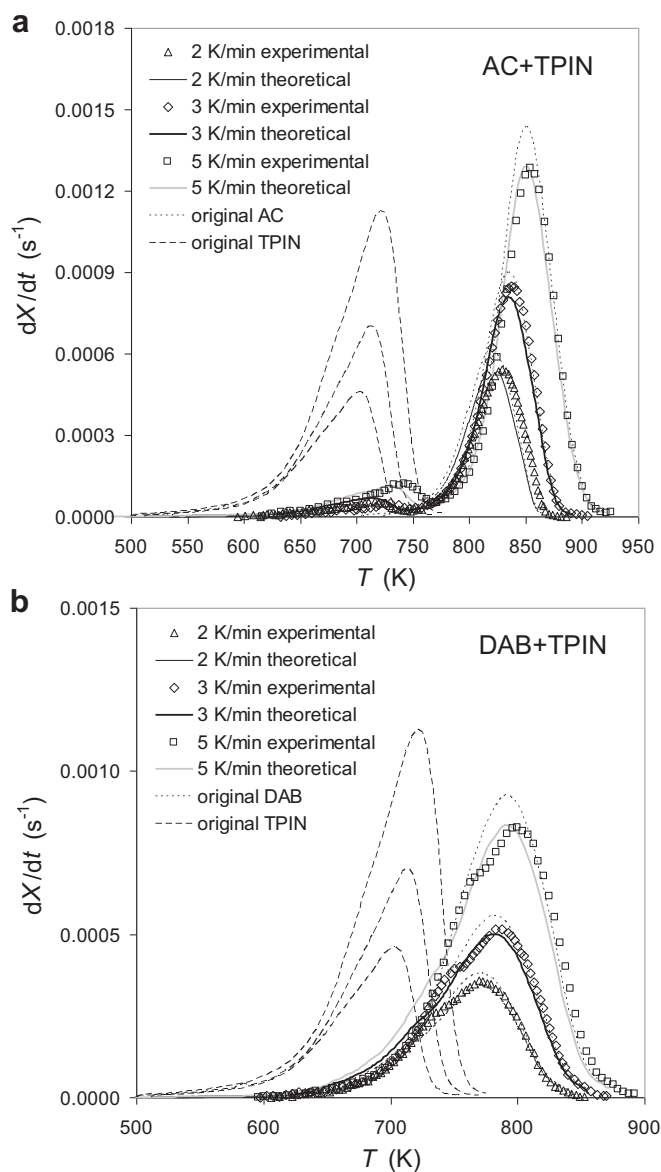 a
0.0018
0.0015
0.0012
0.0009
0.0006
0.0003
0.0000
dX/dt (s⁻¹)
2 K/min experimental
2 K/min theoretical
3 K/min experimental
3 K/min theoretical
5 K/min experimental
5 K/min theoretical
original AC
original TPIN
AC+TPIN
500 550 600 650 700 750 800 850 900 950
T (K)
b
0.0015
0.0010
0.0005
0.0000
dX/dt (s⁻¹)
2 K/min experimental
2 K/min theoretical
3 K/min experimental
3 K/min theoretical
5 K/min experimental
5 K/min theoretical
original DAB
original TPIN
DAB+TPIN
500 600 700 800 900
T (K)